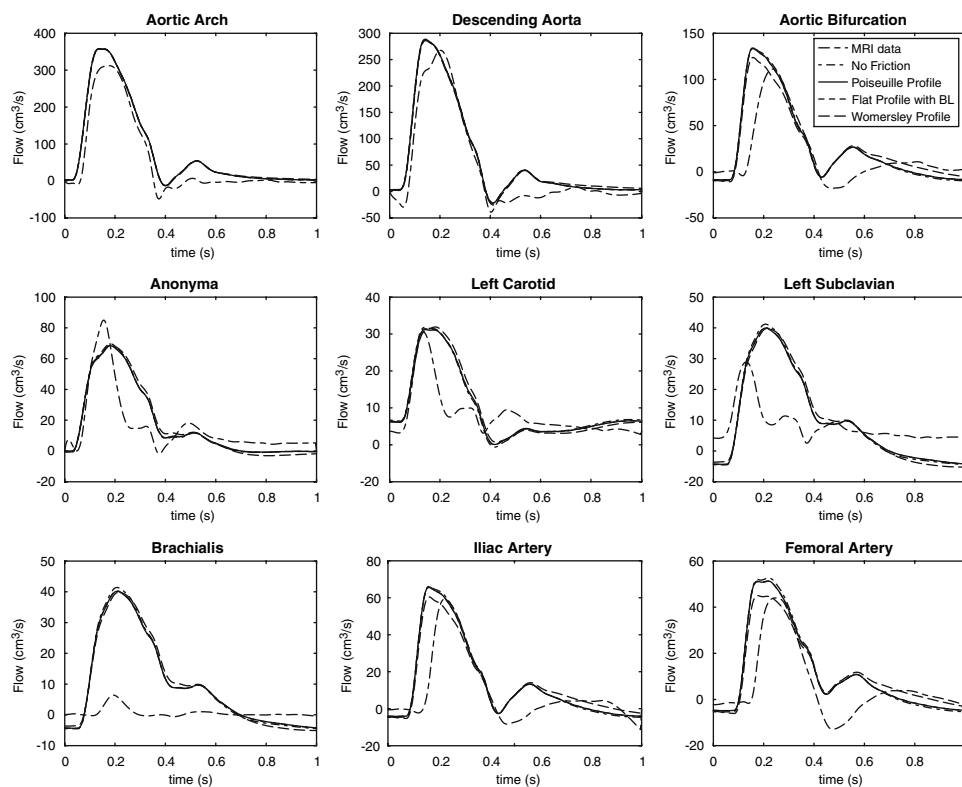 Aortic Arch
400
300
200
100
0
-100
Flow (cm³/s)
0 0.2 0.4 0.6 0.8 1
time (s)
Descending Aorta
300
250
200
150
100
50
0
-50
Flow (cm³/s)
0 0.2 0.4 0.6 0.8 1
time (s)
Aortic Bifurcation
150
100
50
0
-50
Flow (cm³/s)
0 0.2 0.4 0.6 0.8
time (s)
MRI data
No Friction
Poiseuille Profile
Flat Profile with BL
Womersley Profile
Anonyma
100
80
60
40
20
0
-20
Flow (cm³/s)
0 0.2 0.4 0.6 0.8 1
time (s)
Left Carotid
40
30
20
10
0
-10
Flow (cm³/s)
0 0.2 0.4 0.6 0.8 1
time (s)
Left Subclavian
50
40
30
20
10
0
-10
Flow (cm³/s)
0 0.2 0.4 0.6 0.8
time (s)
Brachialis
50
40
30
20
10
0
-10
Flow (cm³/s)
0 0.2 0.4 0.6 0.8 1
time (s)
Iliac Artery
80
60
40
20
0
-20
Flow (cm³/s)
0 0.5 1
time (s)
Femoral Artery
60
40
20
0
-20
Flow (cm³/s)
0 0.2 0.4 0.6 0.8
time (s)